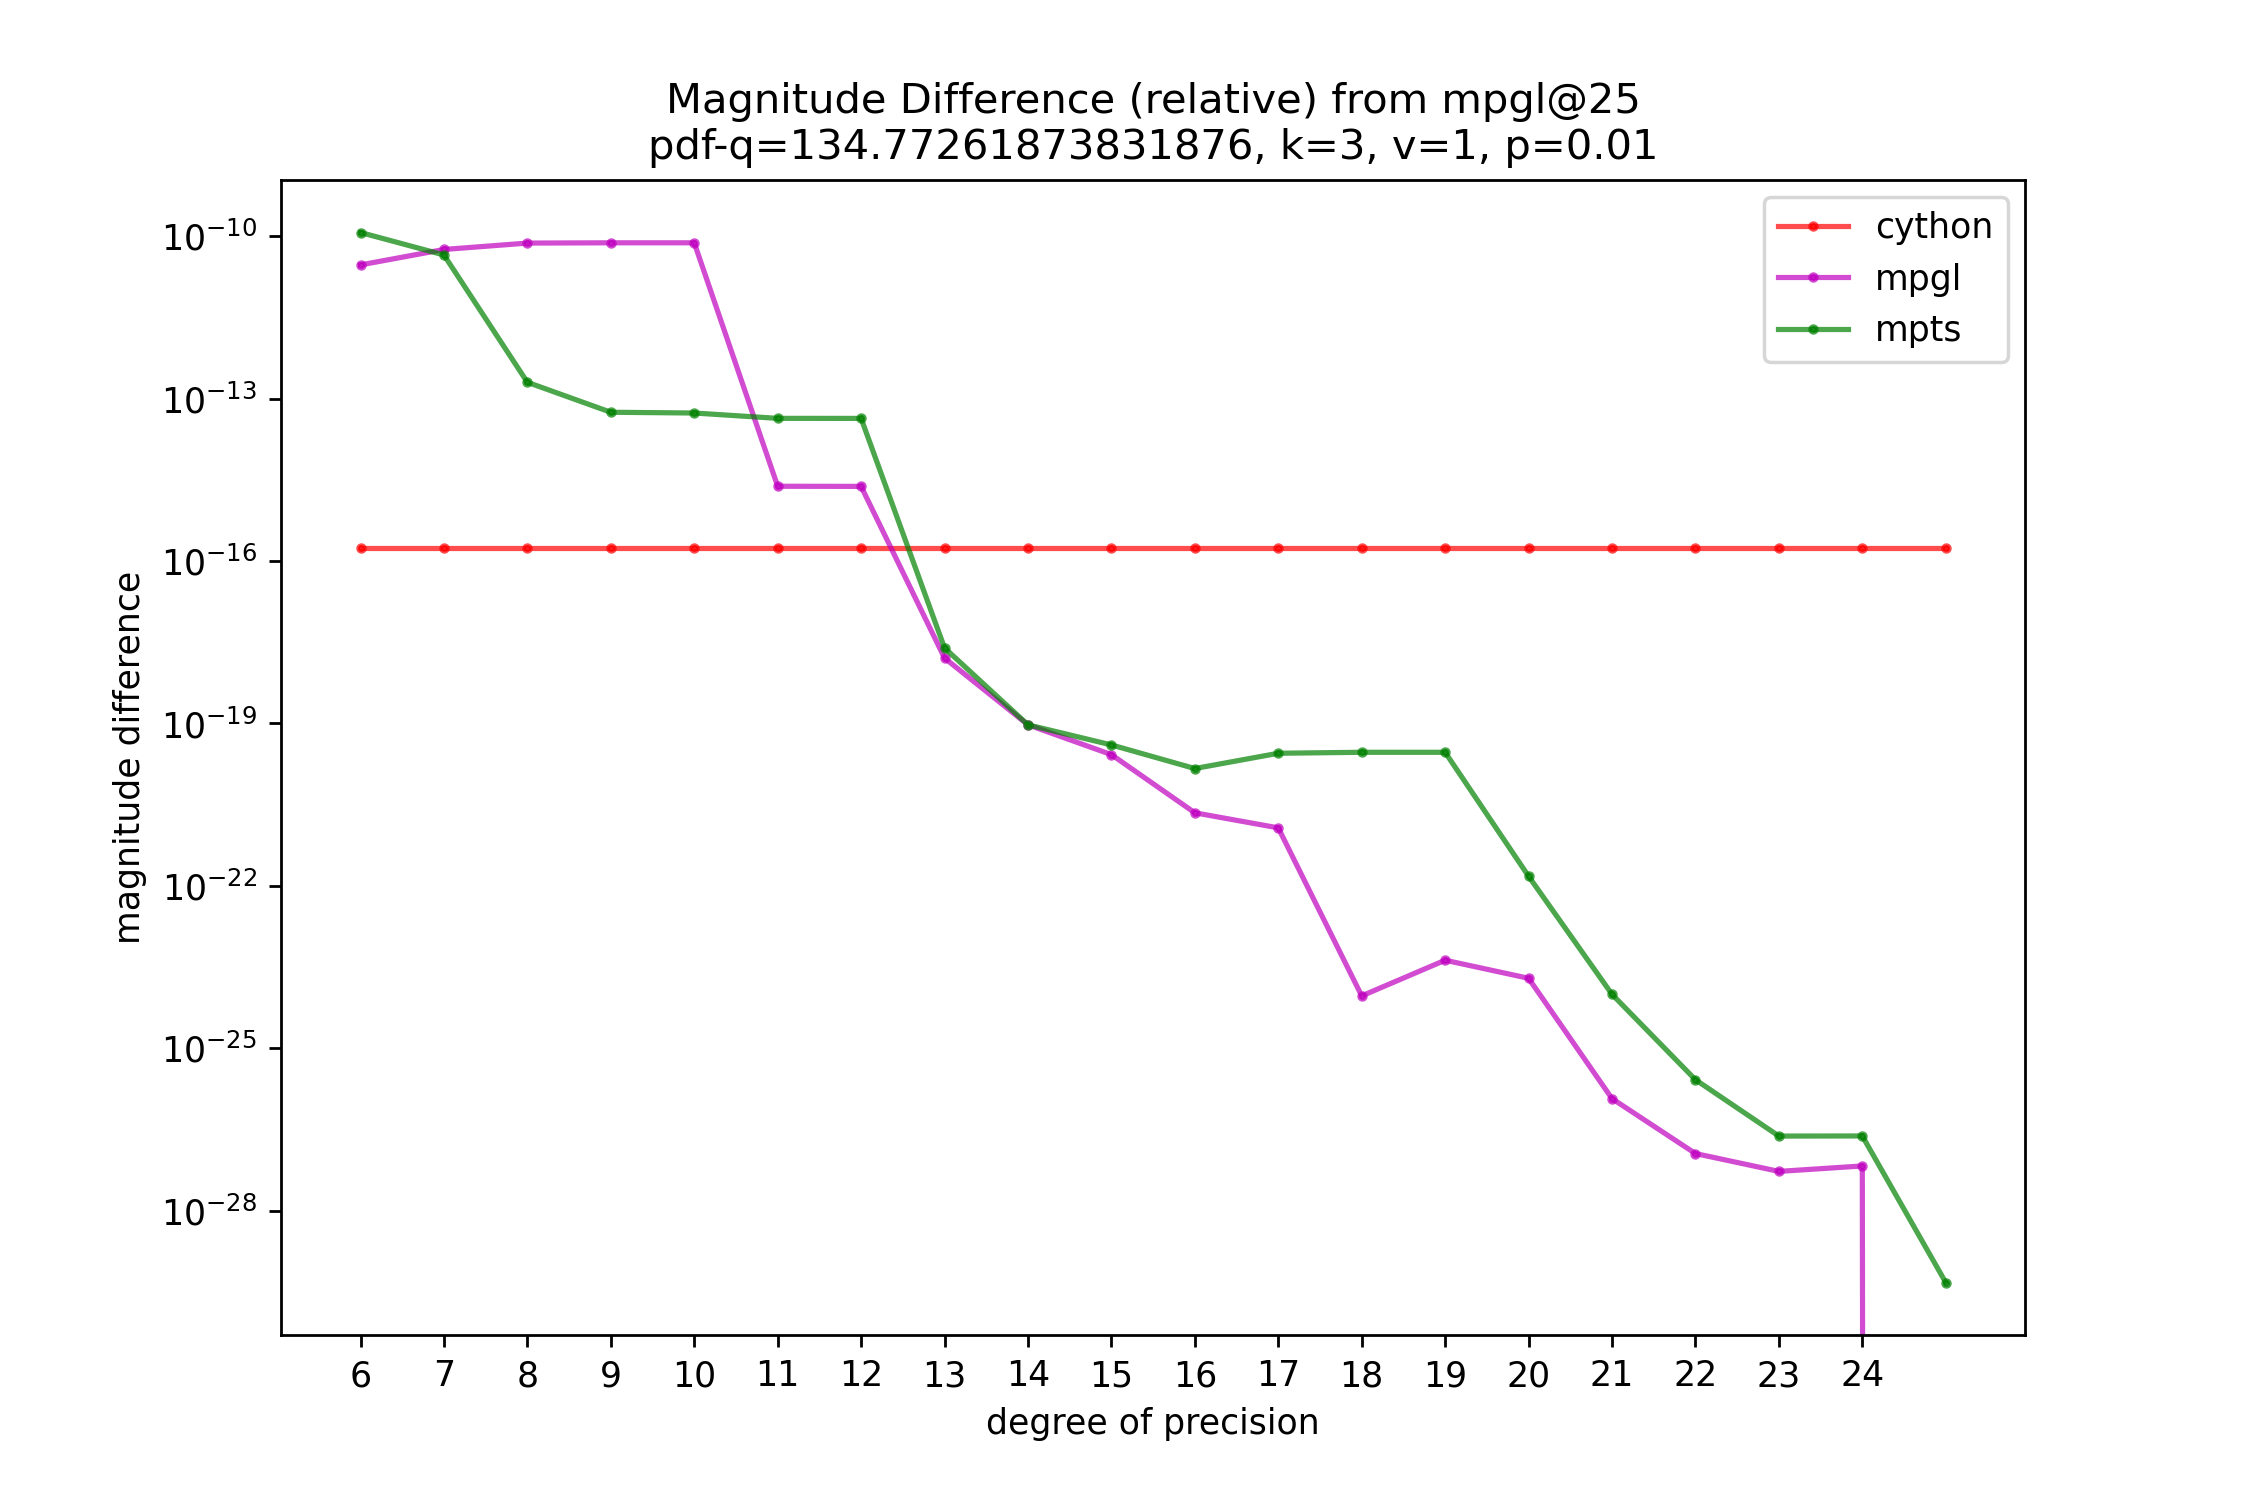 Magnitude Difference (relative) from mpgl@25
pdf-q=134.77261873831876, k=3, v=1, p=0.01
cython
mpgl
mpts
magnitude difference
10⁻¹⁰
10⁻¹³
10⁻¹⁶
10⁻¹⁹
10⁻²²
10⁻²⁵
10⁻²⁸
6 7 8 9 10 11 12 13 14 15 16 17 18 19 20 21 22 23 24
degree of precision